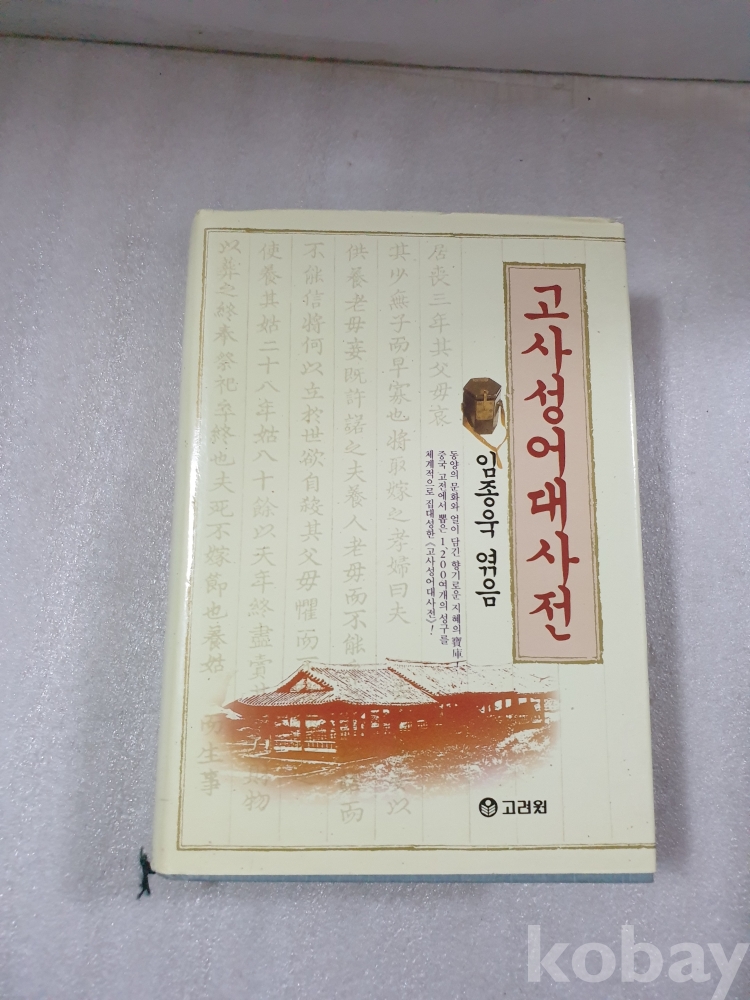 고사성어대사전
임종욱 엮음
동양의 문화와 얼이 담긴 향기로운 지혜의 寶庫!
중국 고전에서 뽑은 1,200여개의 성구를
체계적으로 집대성한 《고사성어대사전》!
居喪三年其父母哀
其少無子而早寡也將取嫁之孝婦曰夫
供養老母妾既許諾之夫養人老母而不能
不能信將何以立於世欲自殺其父母懼而
使養其姑二十八年姑八十餘以天年終盡賣
以葬之終奉祭祀
終也夫死不嫁節也養姑
而生事
物
而
以
고려원
kobay